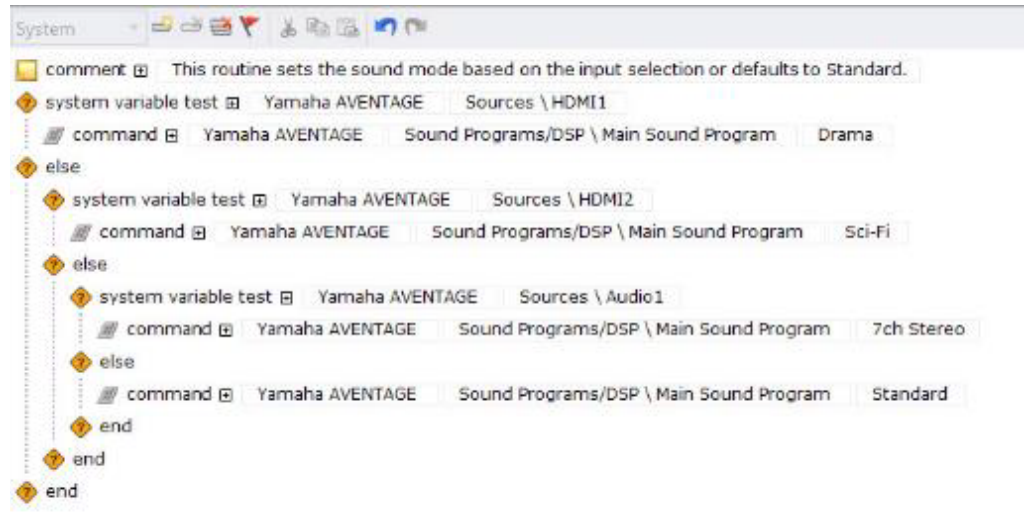 System
comment This routine sets the sound mode based on the input selection or defaults to Standard.
system variable test Yamaha AVENTAGE Sources \ HDMI1
command Yamaha AVENTAGE Sound Programs/DSP \ Main Sound Program Drama
else
system variable test Yamaha AVENTAGE Sources \ HDMI2
command Yamaha AVENTAGE Sound Programs/DSP \ Main Sound Program Sci-Fi
else
system variable test Yamaha AVENTAGE Sources \ Audio1
command Yamaha AVENTAGE Sound Programs/DSP \ Main Sound Program 7ch Stereo
else
command Yamaha AVENTAGE Sound Programs/DSP \ Main Sound Program Standard
end
end
end